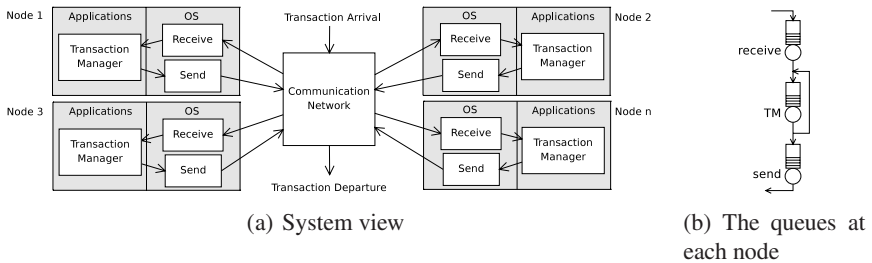 Node 1
Applications
OS
Transaction Manager
Receive
Send
Transaction Arrival
Communication Network
Transaction Departure
OS
Applications
Node 2
Receive
Send
Transaction Manager
Node 3
Applications
OS
Transaction Manager
Receive
Send
OS
Applications
Node n
Receive
Send
Transaction Manager
(a) System view
receive
TM
send
(b) The queues at
each node